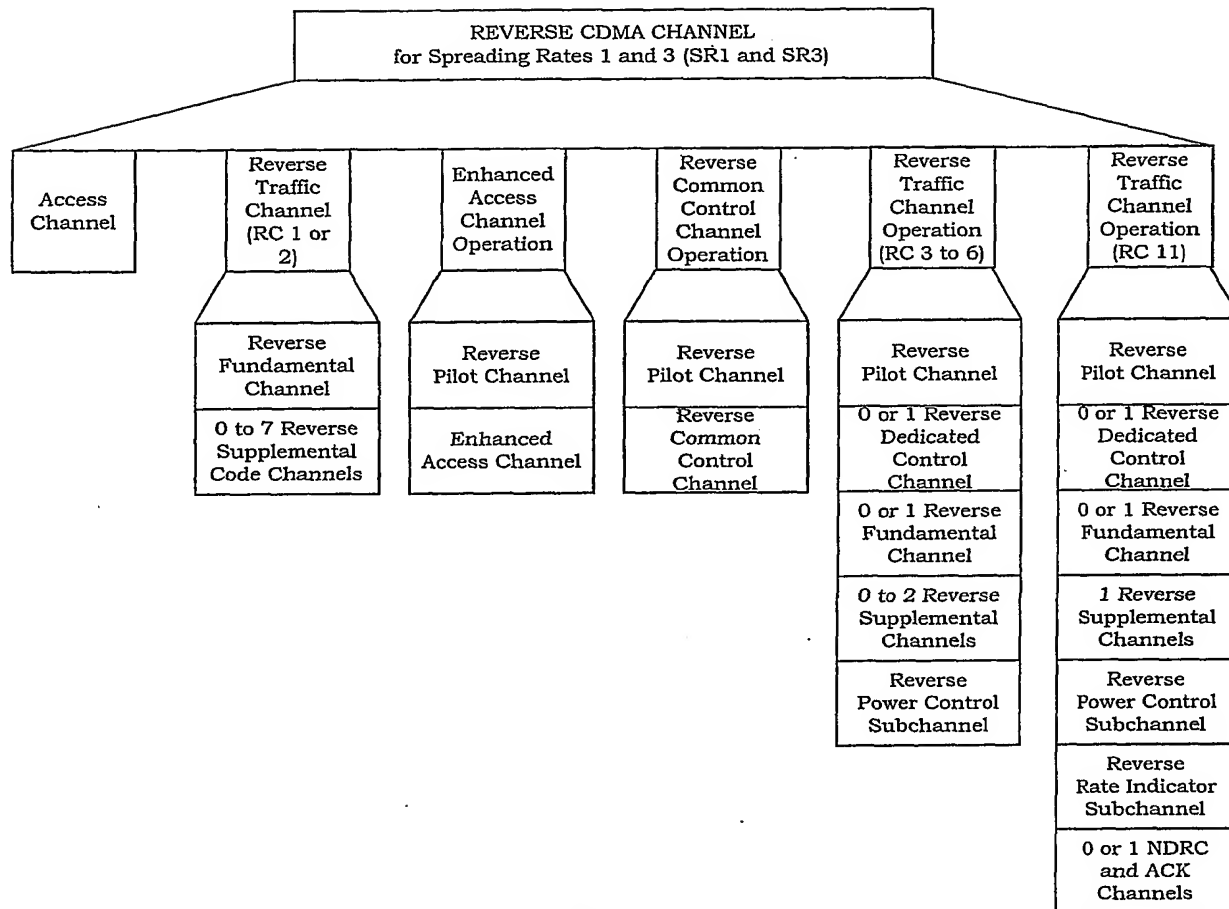 REVERSE CDMA CHANNEL
for Spreading Rates 1 and 3 (SR1 and SR3)
Access
Channel
Reverse
Traffic
Channel
(RC 1 or
2)
Enhanced
Access
Channel
Operation
Reverse
Common
Control
Channel
Operation
Reverse
Traffic
Channel
Operation
(RC 3 to 6)
Reverse
Traffic
Channel
Operation
(RC 11)
Reverse
Fundamental
Channel
0 to 7 Reverse
Supplemental
Code Channels
Reverse
Pilot Channel
Enhanced
Access Channel
Reverse
Pilot Channel
Reverse
Common
Control
Channel
Reverse
Pilot Channel
0 or 1 Reverse
Dedicated
Control
Channel
0 or 1 Reverse
Fundamental
Channel
0 to 2 Reverse
Supplemental
Channels
Reverse
Power Control
Subchannel
Reverse
Pilot Channel
0 or 1 Reverse
Dedicated
Control
Channel
0 or 1 Reverse
Fundamental
Channel
1 Reverse
Supplemental
Channels
Reverse
Power Control
Subchannel
Reverse
Rate Indicator
Subchannel
0 or 1 NDRC
and ACK
Channels